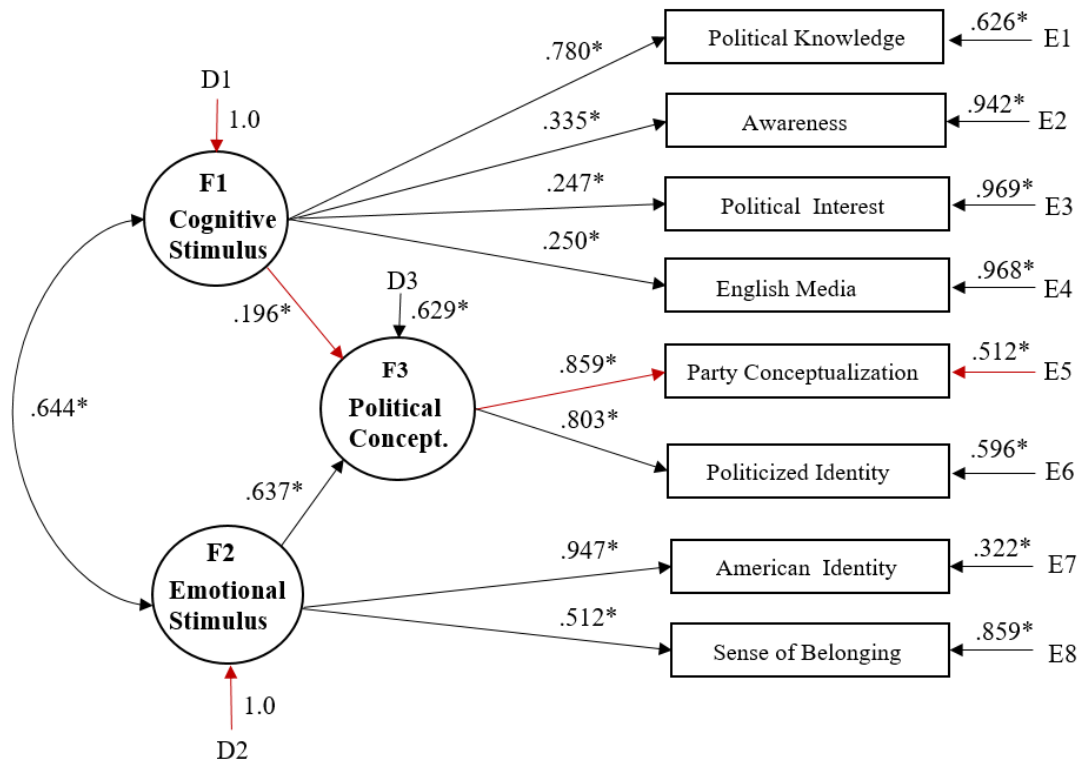 Political Knowledge
.626*
E1
.780*
D1
1.0
.335*
Awareness
.942*
E2
F1
Cognitive
Stimulus
.247*
Political Interest
.969*
E3
.250*
English Media
.968*
E4
D3
.629*
.196*
F3
Political
Concept.
.859*
Party Conceptualization
.512*
E5
.803*
Politicized Identity
.596*
E6
.644*
.637*
F2
Emotional
Stimulus
.947*
American Identity
.322*
E7
.512*
Sense of Belonging
.859*
E8
1.0
D2